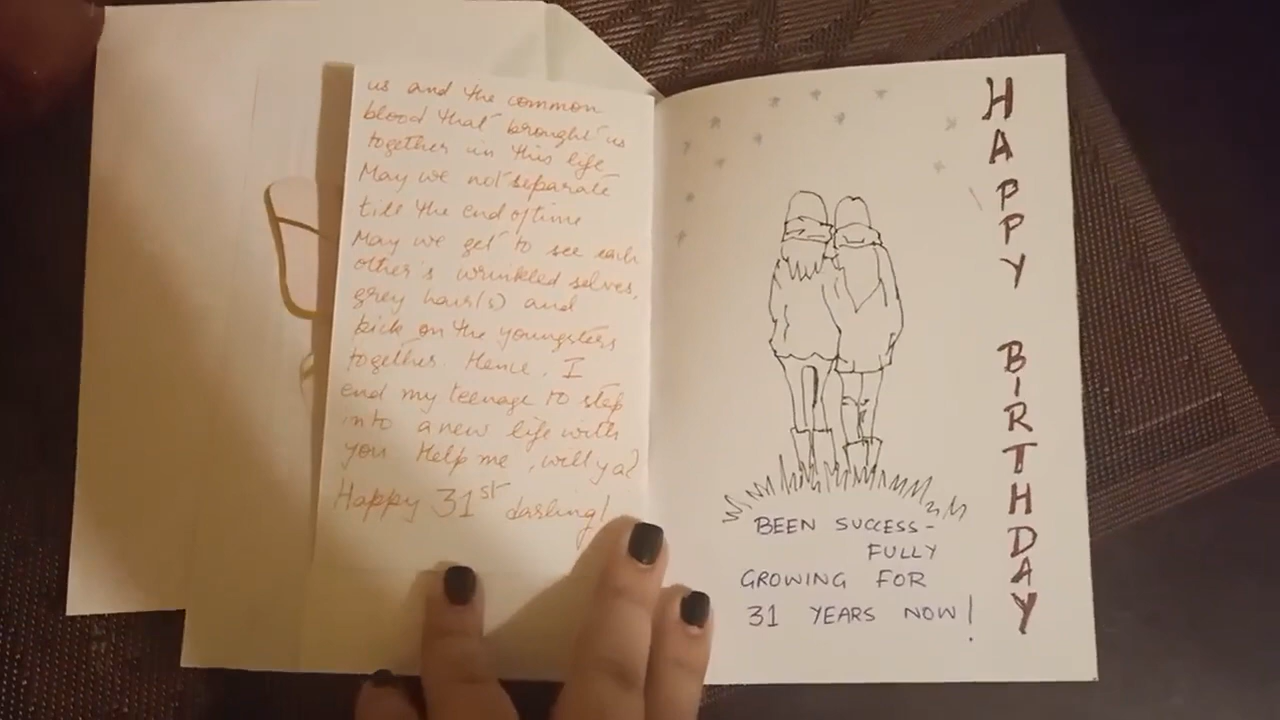 us and the common
blood that brought us
together in this life
May we not separate
till the end of time
May we get to see each
other's wrinkled selves,
grey hair(s) and
kick on the youngsters
together. Hence, I
end my teenage to step
into a new life with
you Help me, will ya?
Happy 31st darling!
BEEN SUCCESS-
FULLY
GROWING FOR
31 YEARS NOW!
HAPPY BIRTHDAY